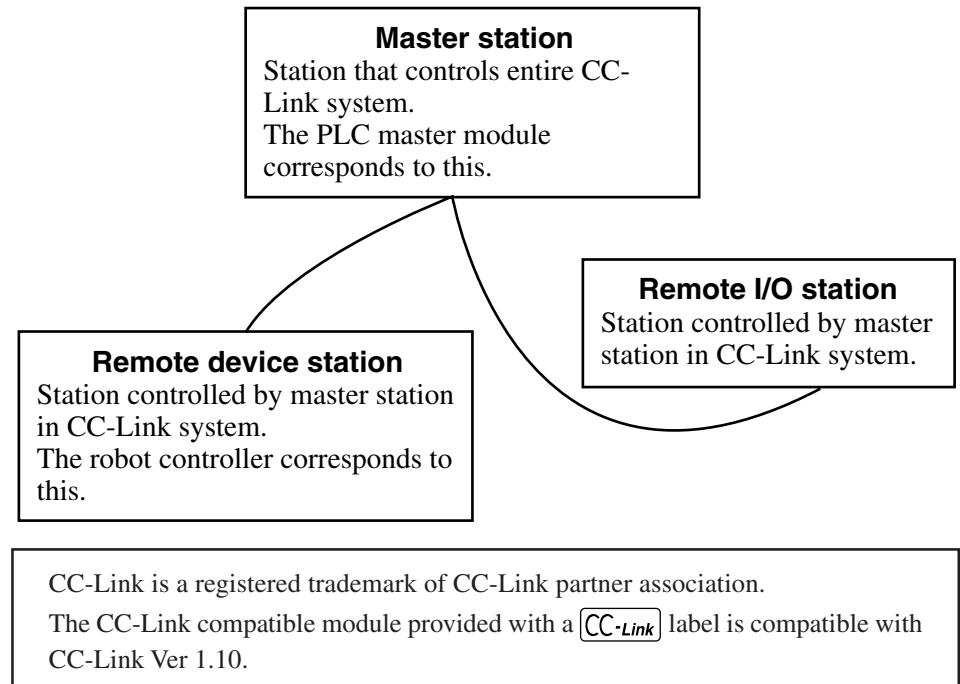 Master station
Station that controls entire CC-
Link system.
The PLC master module
corresponds to this.
Remote I/O station
Station controlled by master
station in CC-Link system.
Remote device station
Station controlled by master station
in CC-Link system.
The robot controller corresponds to
this.
CC-Link is a registered trademark of CC-Link partner association.
The CC-Link compatible module provided with a CC-Link label is compatible with
CC-Link Ver 1.10.